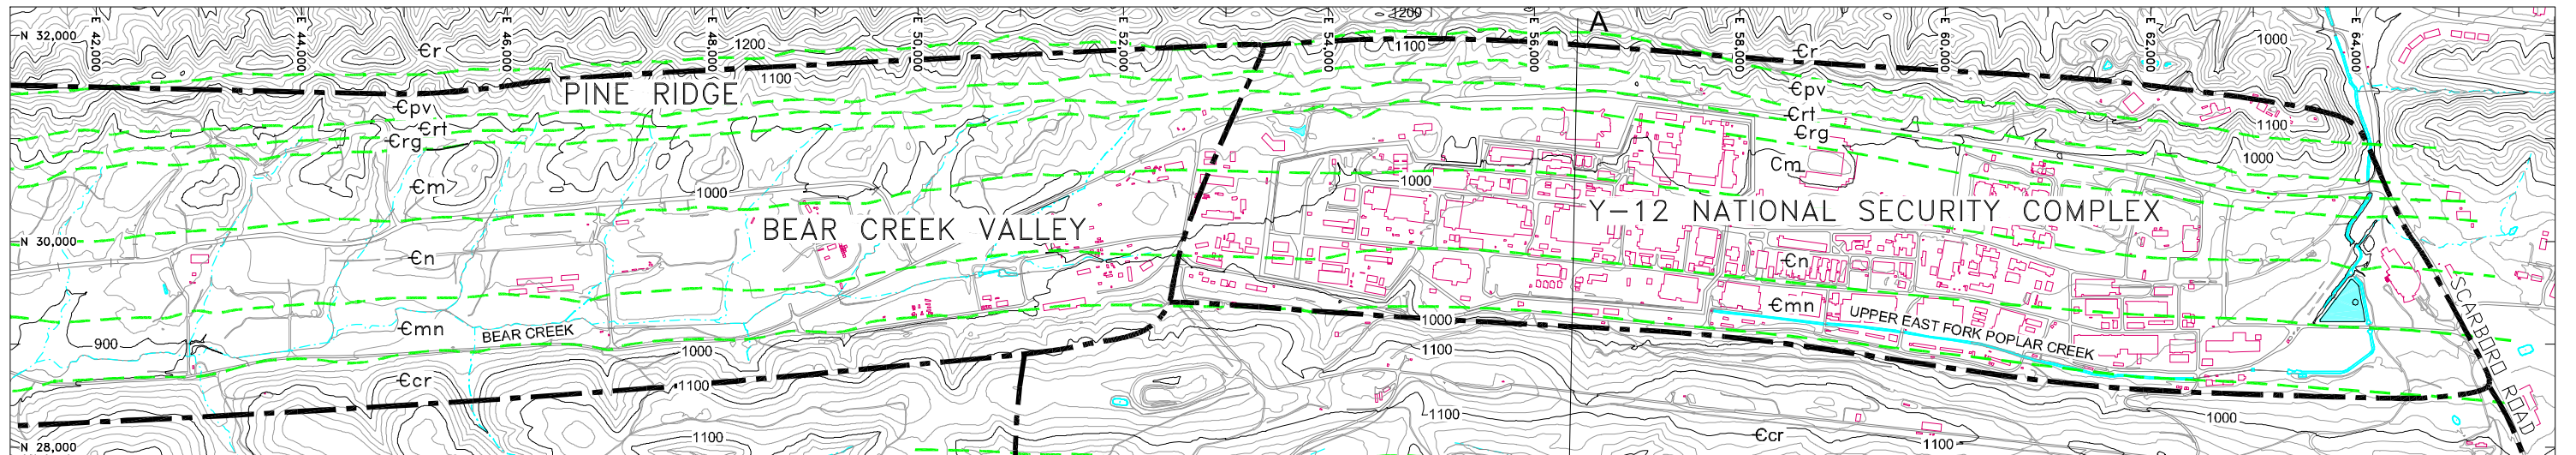 N 32,000
E 42,000
E 44,000
E 46,000
E 48,000
E 50,000
E 52,000
E 54,000
E 56,000
E 58,000
E 60,000
E 62,000
E 64,000
A
1200
1200
1100
1100
1000
Єr
Єr
PINE RIDGE
Єpv
Єpv
Єrt
Єrt
Єrg
Єrg
1100
1000
Єm
Єm
1000
1000
BEAR CREEK VALLEY
Y-12 NATIONAL SECURITY COMPLEX
N 30,000
Єn
Єn
Єmn
Єmn
BEAR CREEK
UPPER EAST FORK POPLAR CREEK
SCARBORO ROAD
900
1000
1000
1100
1100
Єcr
1100
1000
Єcr
1100
1100
N 28,000